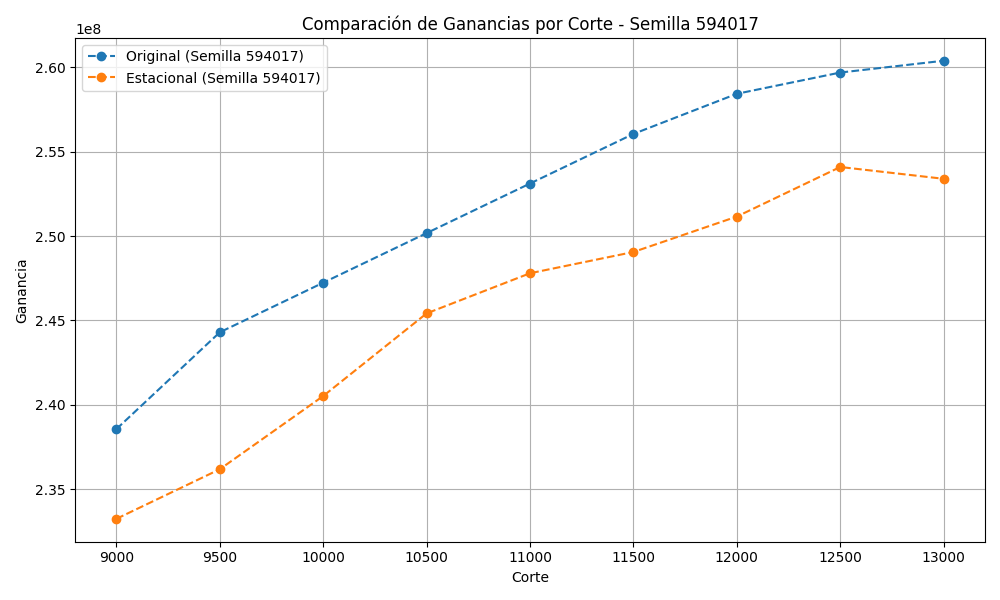 Comparación de Ganancias por Corte - Semilla 594017
1e8
Original (Semilla 594017)
Estacional (Semilla 594017)
2.60
2.55
2.50
2.45
2.40
2.35
Ganancia
9000 9500 10000 10500 11000 11500 12000 12500 13000
Corte